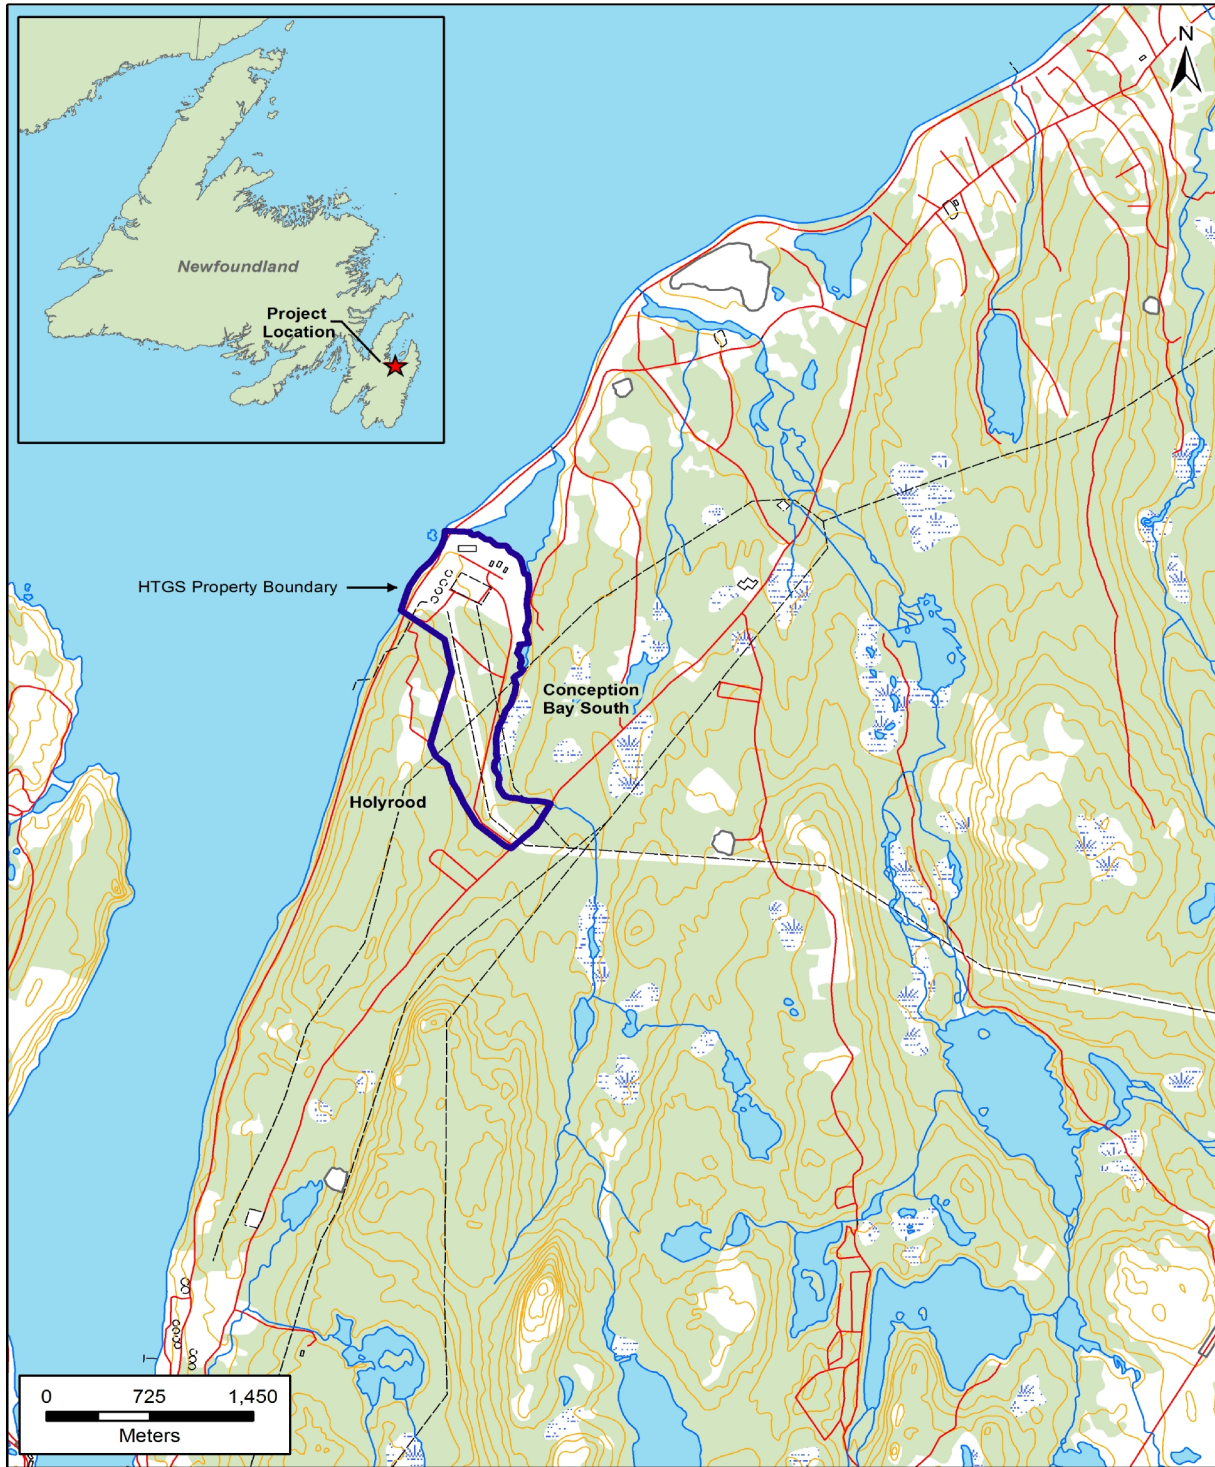 N
Newfoundland
Project
Location
HTGS Property Boundary
Conception
Bay South
Holyrood
0 725 1,450
Meters